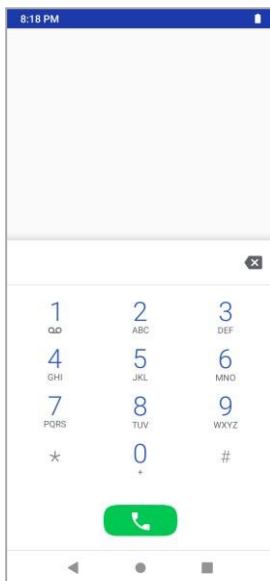 8:18 PM
1 2 3
ABC DEF
4 5 6
GHI JKL MNO
7 8 9
PQRS TUV WXYZ
* 0 #
+